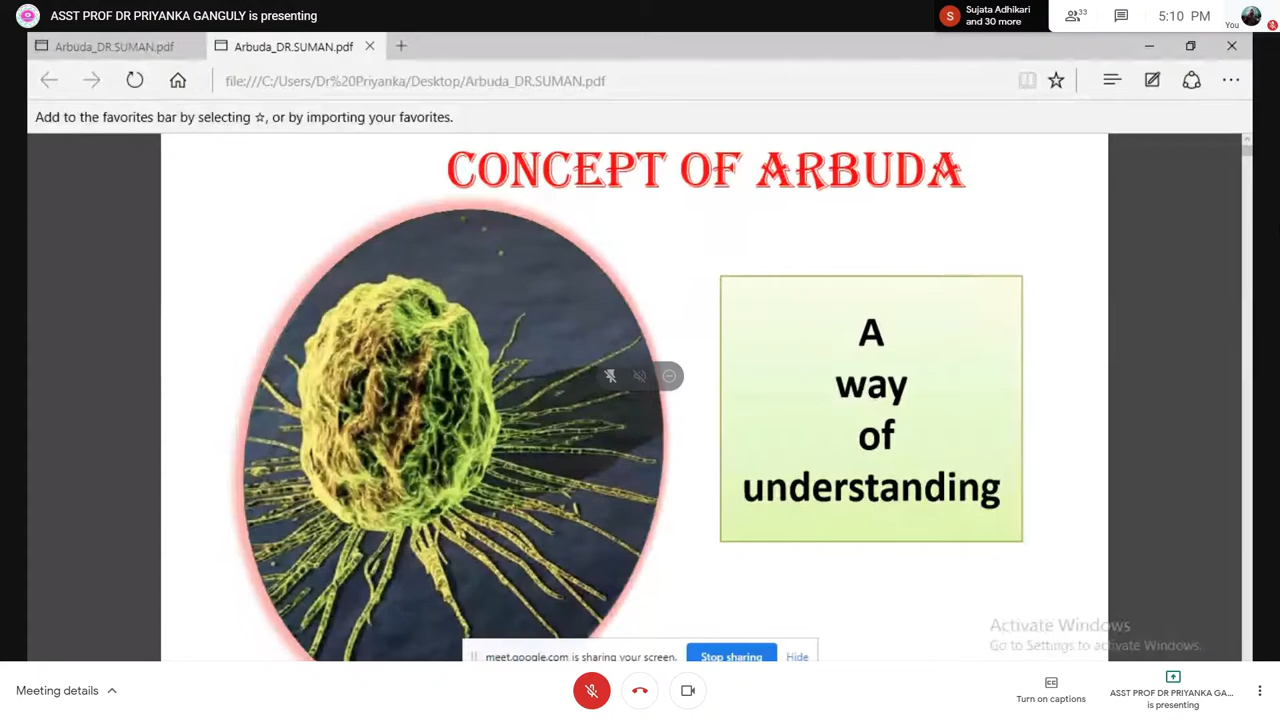 ASST PROF DR PRIYANKA GANGULY is presenting
S
Sujata Adhikari
and 30 more
33
5:10 PM
You
Arbuda_DR.SUMAN.pdf
Arbuda_DR.SUMAN.pdf
file:///C:/Users/Dr%20Priyanka/Desktop/Arbuda_DR.SUMAN.pdf
Add to the favorites bar by selecting ☆, or by importing your favorites.
CONCEPT OF ARBUDA
A
way
of
understanding
Activate Windows
Go to Settings to activate Windows.
meet.google.com is sharing your screen.
Stop sharing
Hide
Meeting details
Turn on captions
ASST PROF DR PRIYANKA GA...
is presenting